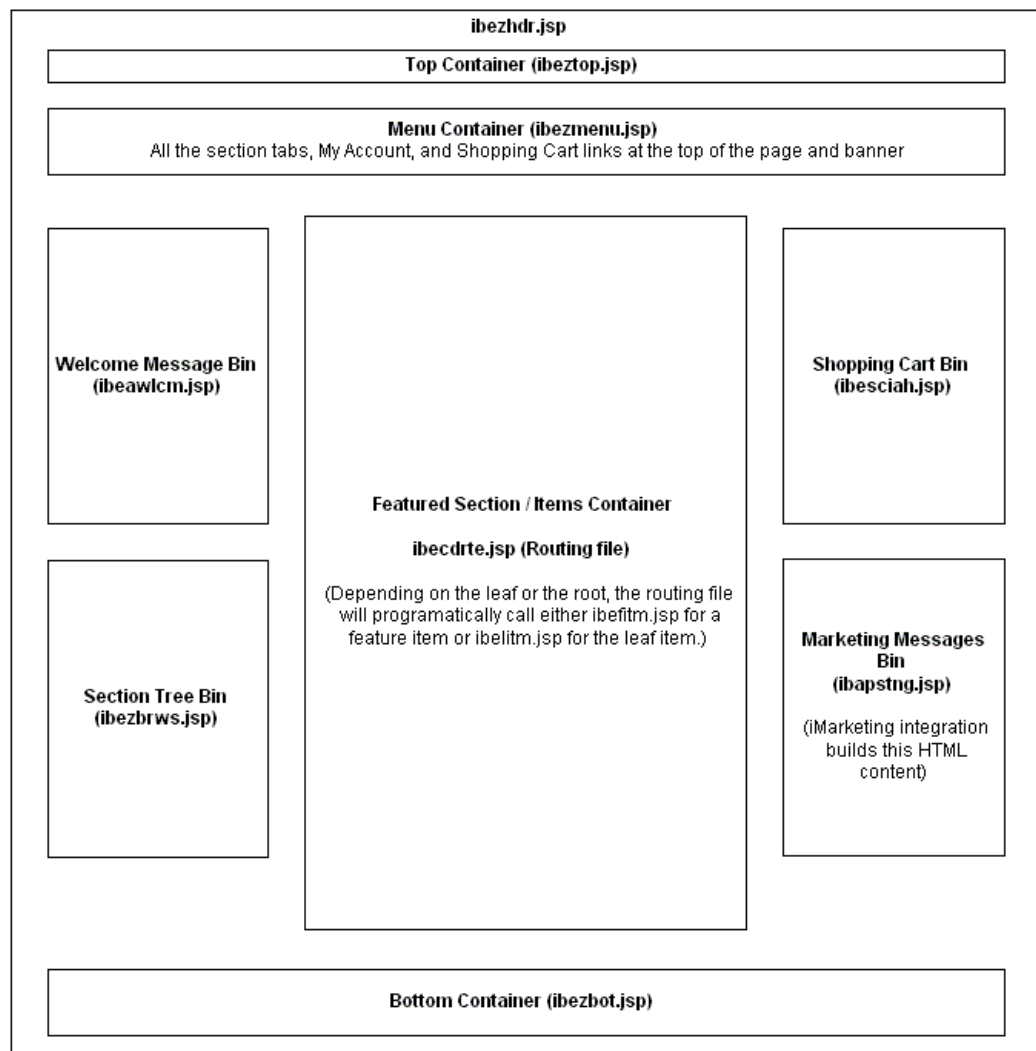 ibezhdr.jsp
Top Container (ibeztop.jsp)
Menu Container (ibezmenu.jsp)
All the section tabs, My Account, and Shopping Cart links at the top of the page and banner
Welcome Message Bin
(ibeawlcm.jsp)
Section Tree Bin
(ibezbrws.jsp)
Featured Section / Items Container
ibecdrte.jsp (Routing file)
(Depending on the leaf or the root, the routing file
will programatically call either ibefitm.jsp for a
feature item or ibelitm.jsp for the leaf item.)
Shopping Cart Bin
(ibesciah.jsp)
Marketing Messages
Bin
(ibapstng.jsp)
(iMarketing integration
builds this HTML
content)
Bottom Container (ibezbot.jsp)